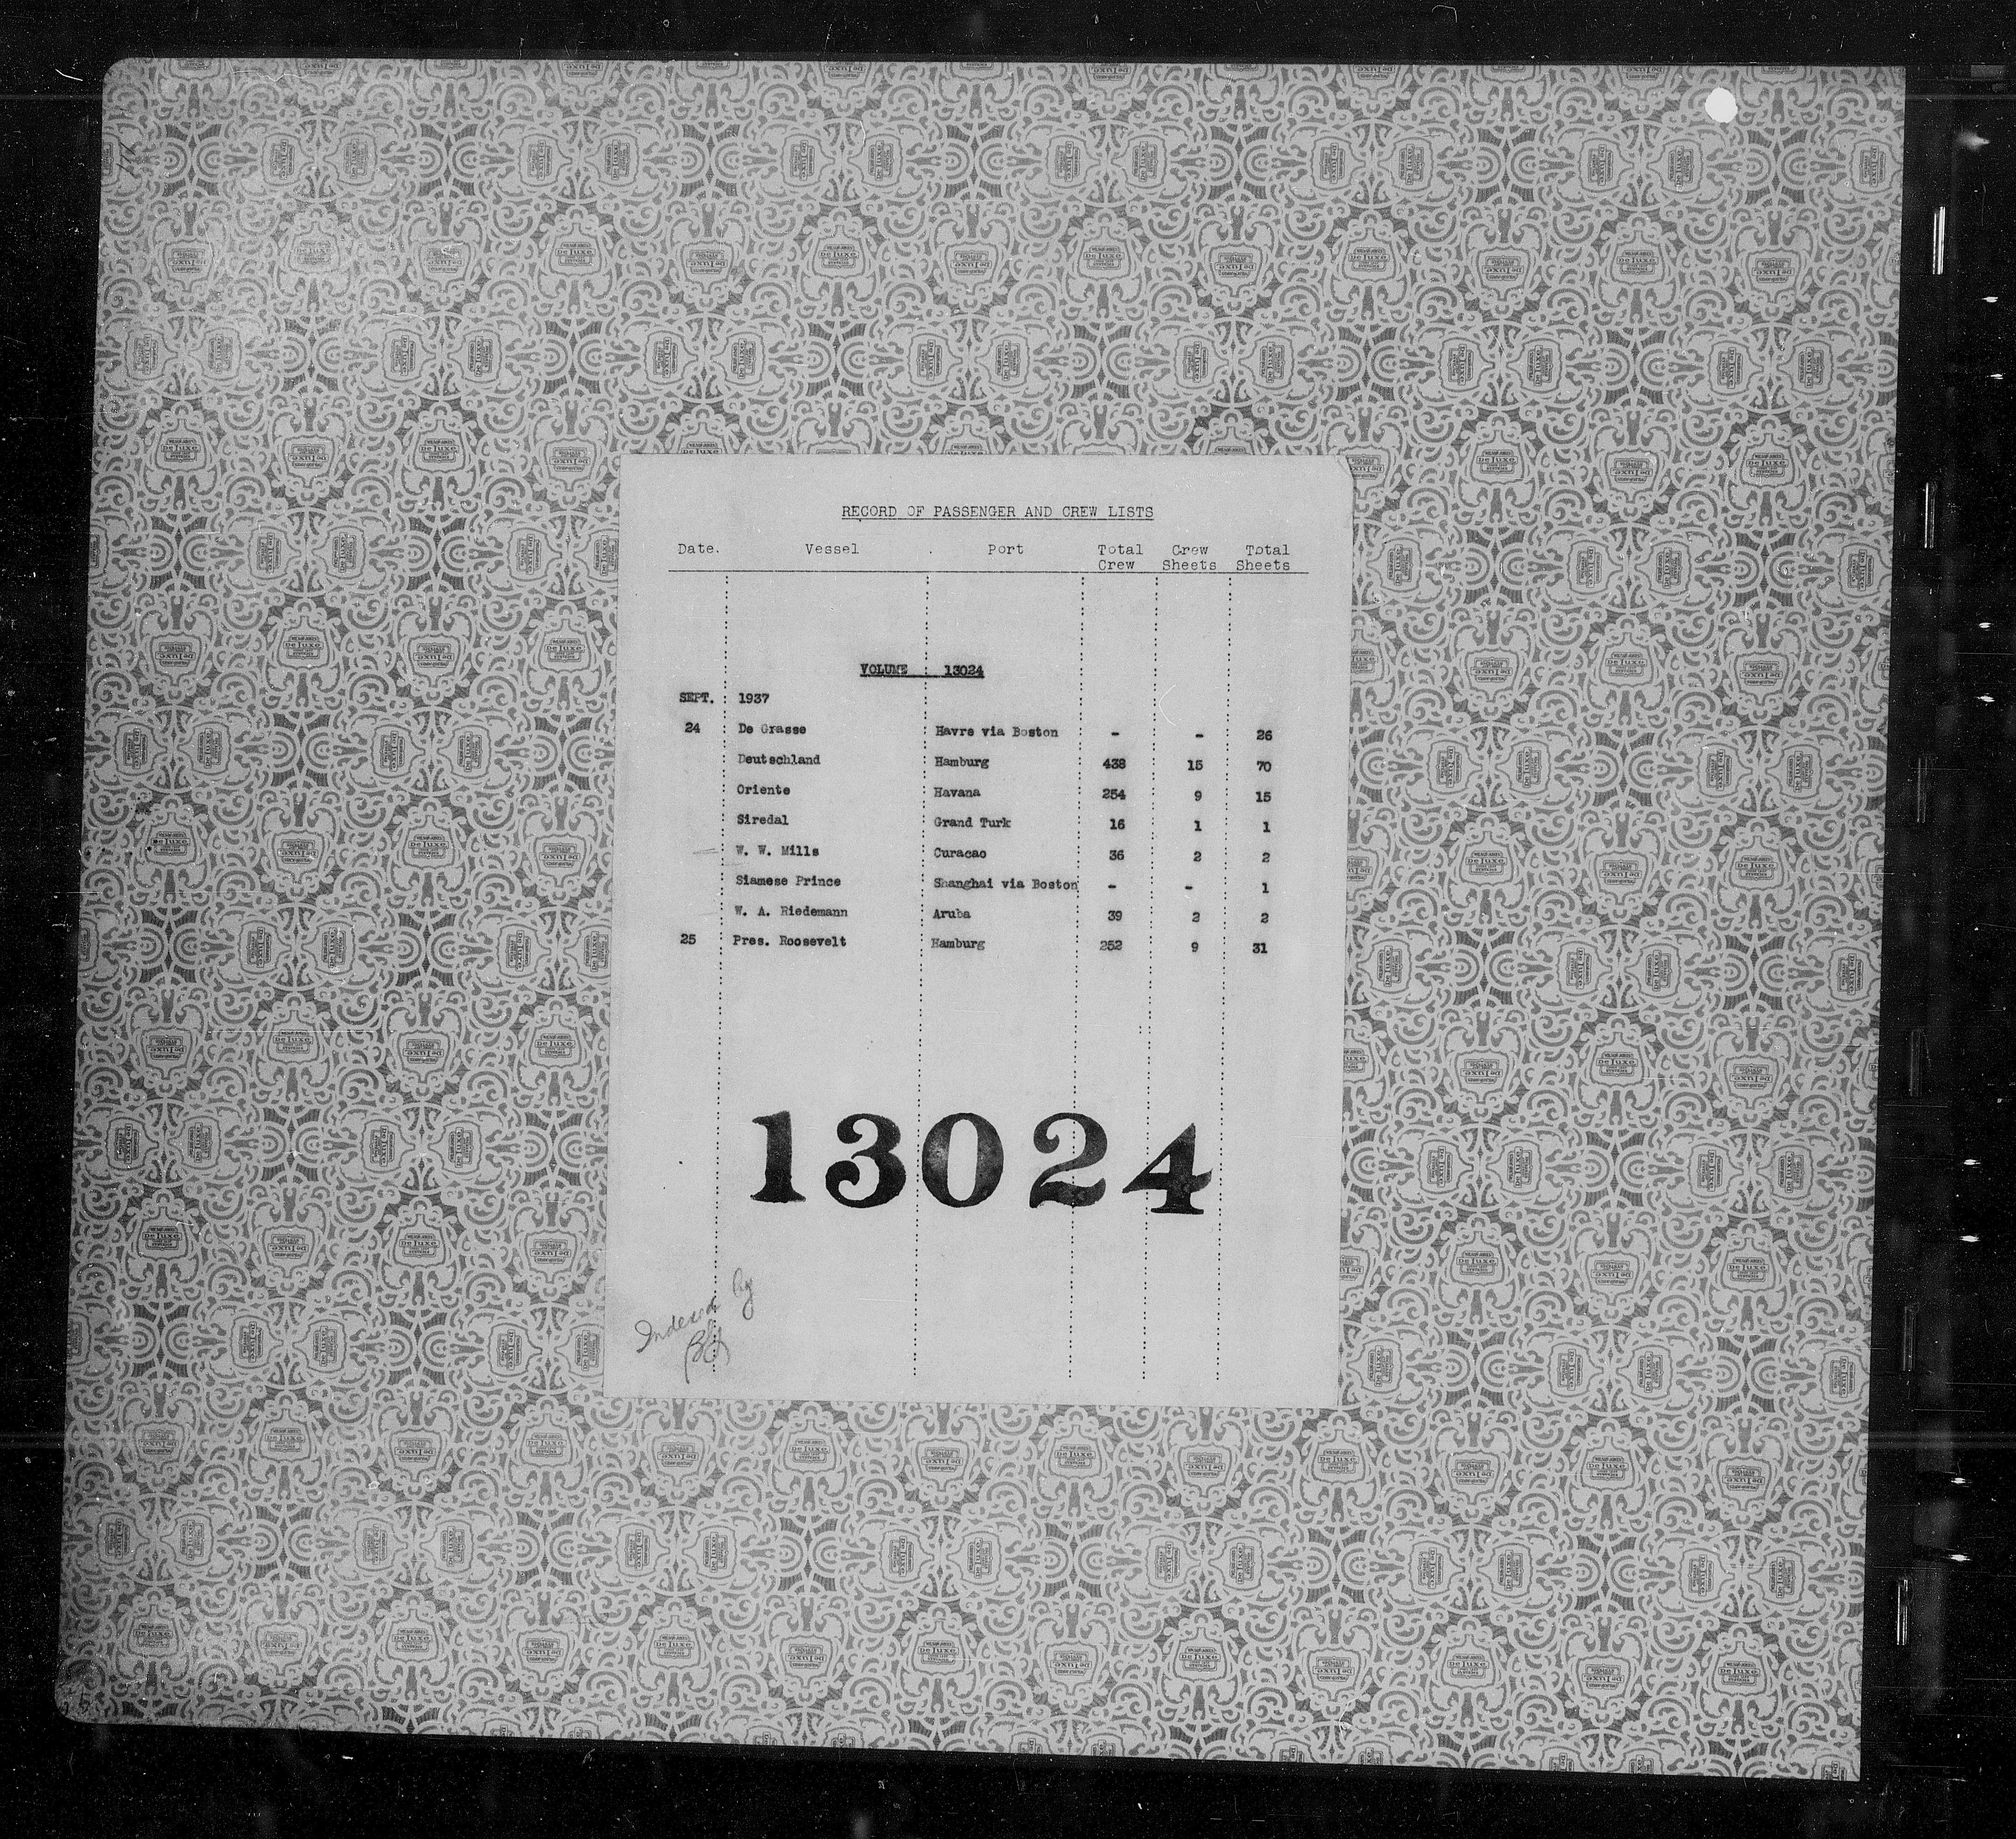 RECORD OF PASSENGER AND CREW LISTS
Date. Vessel . Port Total Crew Total
Crew Sheets Sheets
VOLUME 13024
SEPT. 1937
24 De Grasse Havre via Boston - - 26
Deutschland Hamburg 438 15 70
Oriente Havana 254 9 15
Siredal Grand Turk 16 1 1
W. W. Mills Curacao 36 2 2
Siamese Prince Shanghai via Boston - - 1
W. A. Riedemann Aruba 39 2 2
25 Pres. Roosevelt Hamburg 252 9 31
13024
Indexed by